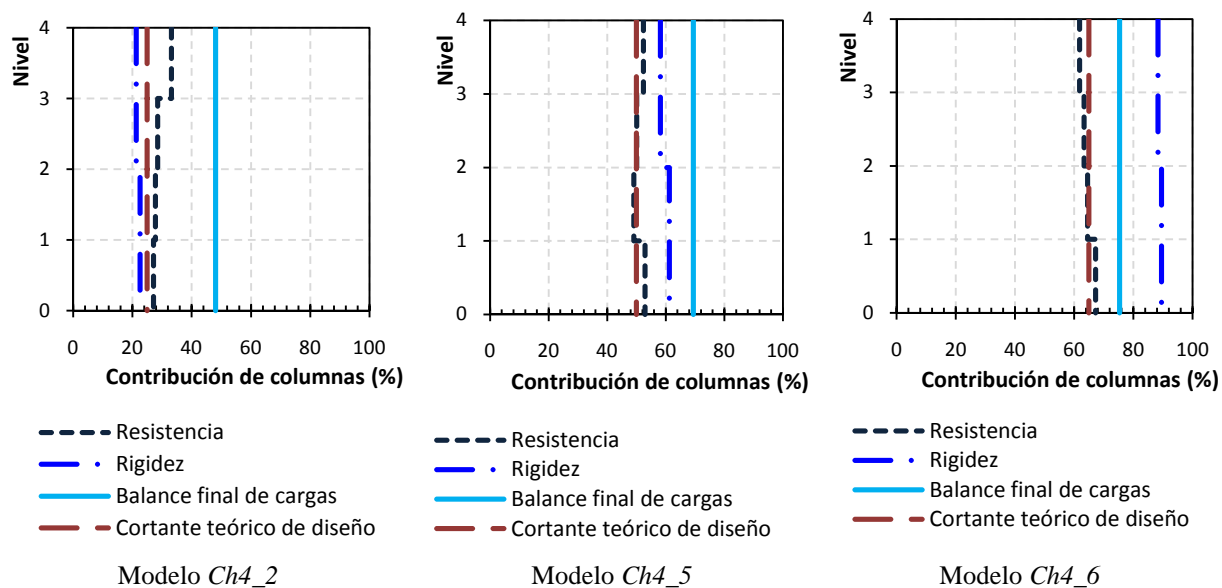 Nivel
4
3
2
1
0
0 20 40 60 80 100
Contribución de columnas (%)
Resistencia
Rigidez
Balance final de cargas
Cortante teórico de diseño
Modelo Ch4_2
Nivel
4
3
2
1
0
0 20 40 60 80 100
Contribución de columnas (%)
Resistencia
Rigidez
Balance final de cargas
Cortante teórico de diseño
Modelo Ch4_5
Nivel
4
3
2
1
0
0 20 40 60 80 100
Contribución de columnas (%)
Resistencia
Rigidez
Balance final de cargas
Cortante teórico de diseño
Modelo Ch4_6